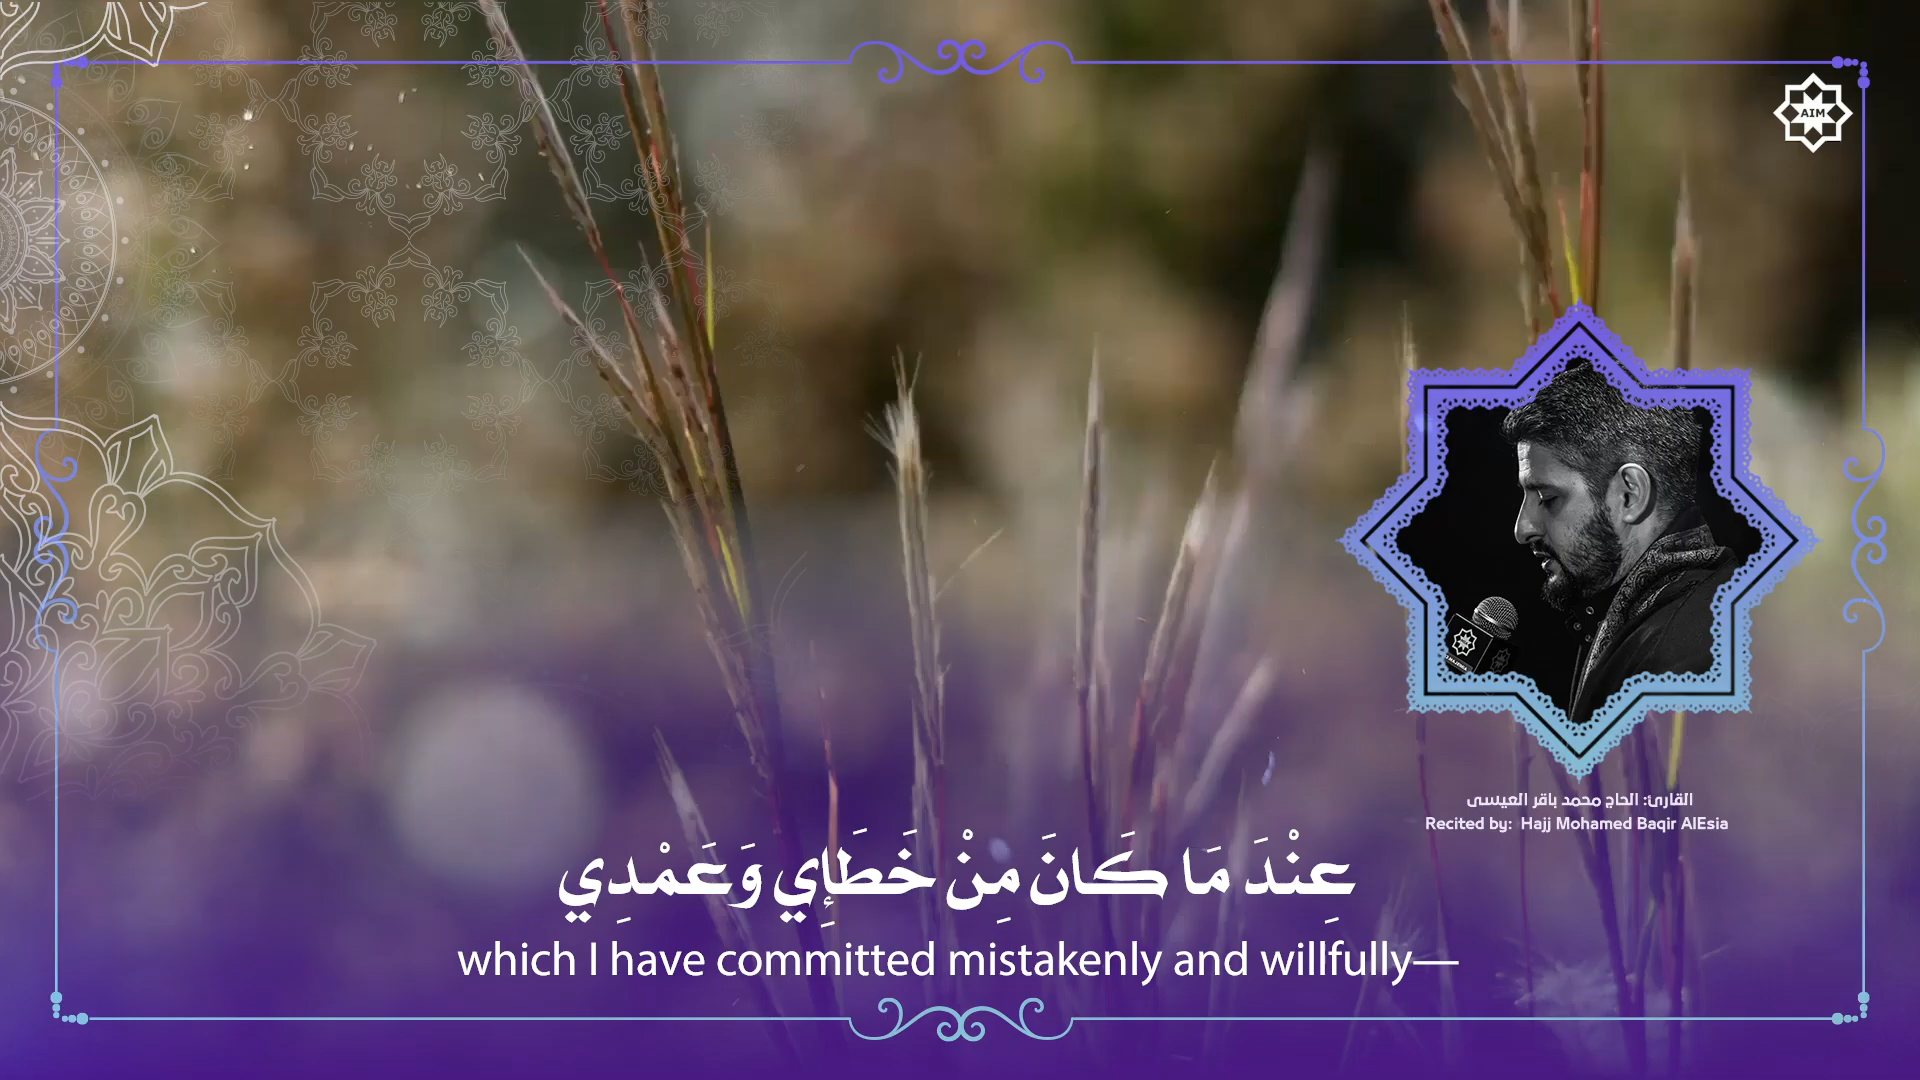 AIM
القارئ: الحاج محمد باقر العيسى
Recited by: Hajj Mohamed Baqir AlEsia
عِنْدَ مَا كَانَ مِنْ خَطَإِي وَعَمْدِي
which I have committed mistakenly and willfully—